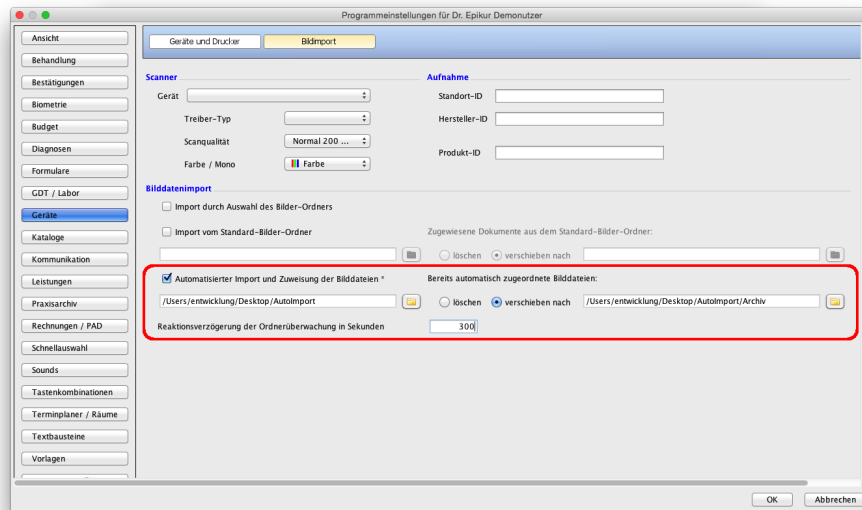 Programmeinstellungen für Dr. Epikur Demonutzer
Ansicht
Behandlung
Bestätigungen
Biometrie
Budget
Diagnosen
Formulare
GDT / Labor
Geräte
Kataloge
Kommunikation
Leistungen
Praxisarchiv
Rechnungen / PAD
Schnellauswahl
Sounds
Tastenkombinationen
Terminplaner / Räume
Textbausteine
Vorlagen
Geräte und Drucker Bildimport
Scanner Aufnahme
Gerät Standort-ID
Treiber-Typ Hersteller-ID
Scanqualität Normal 200 ...
Produkt-ID
Farbe / Mono Farbe
Bilddatenimport
Import durch Auswahl des Bilder-Ordners
Import vom Standard-Bilder-Ordner Zugewiesene Dokumente aus dem Standard-Bilder-Ordner:
löschen verschieben nach
Automatisierter Import und Zuweisung der Bilddateien * Bereits automatisch zugeordnete Bilddateien:
/Users/entwicklung/Desktop/AutoImport löschen verschieben nach /Users/entwicklung/Desktop/AutoImport/Archiv
Reaktionsverzögerung der Ordnerüberwachung in Sekunden 300
OK Abbrechen